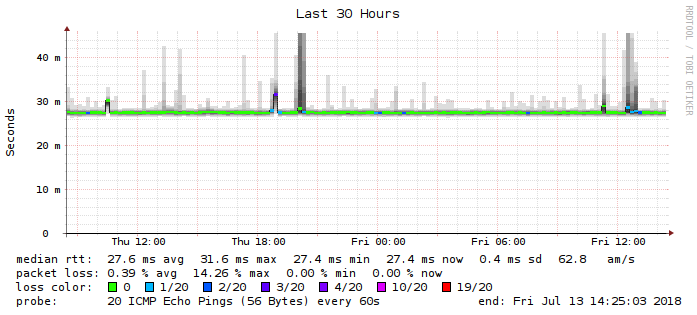 Last 30 Hours
RRDTOOL / TOBI OETIKER
Seconds
40 m
30 m
20 m
10 m
0
Thu 12:00 Thu 18:00 Fri 00:00 Fri 06:00 Fri 12:00
median rtt: 27.6 ms avg 31.6 ms max 27.4 ms min 27.4 ms now 0.4 ms sd 62.8 am/s
packet loss: 0.39 % avg 14.26 % max 0.00 % min 0.00 % now
loss color: 0 1/20 2/20 3/20 4/20 10/20 19/20
probe: 20 ICMP Echo Pings (56 Bytes) every 60s end: Fri Jul 13 14:25:03 2018